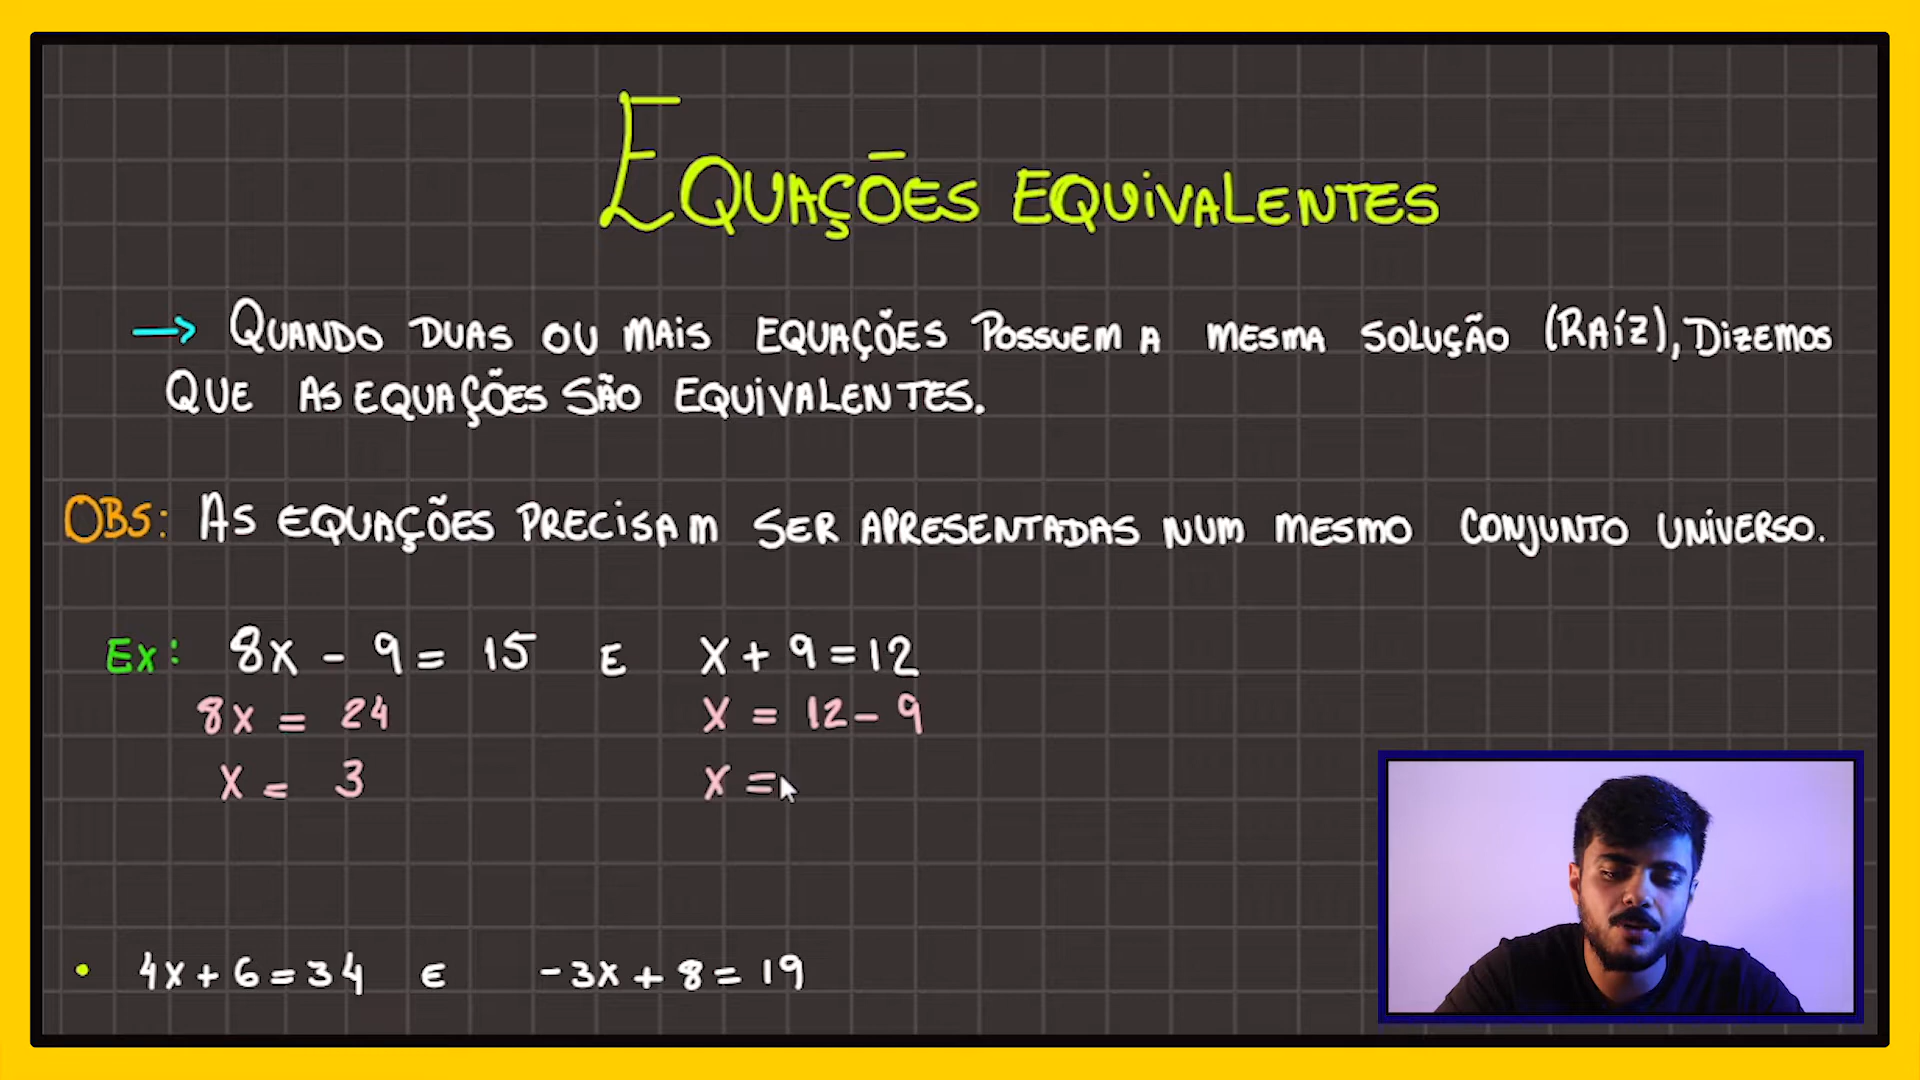 EQUAÇÕES EQUIVALENTES
→ QUANDO DUAS OU MAIS EQUAÇÕES POSSUEM A MESMA SOLUÇÃO (RAÍZ), DIZEMOS
QUE AS EQUAÇÕES SÃO EQUIVALENTES.
OBS: AS EQUAÇÕES PRECISAM SER APRESENTADAS NUM MESMO CONJUNTO UNIVERSO.
Ex: 8x - 9 = 15 E x + 9 = 12
8x = 24 x = 12 - 9
x = 3 x =
• 4x + 6 = 34 E -3x + 8 = 19